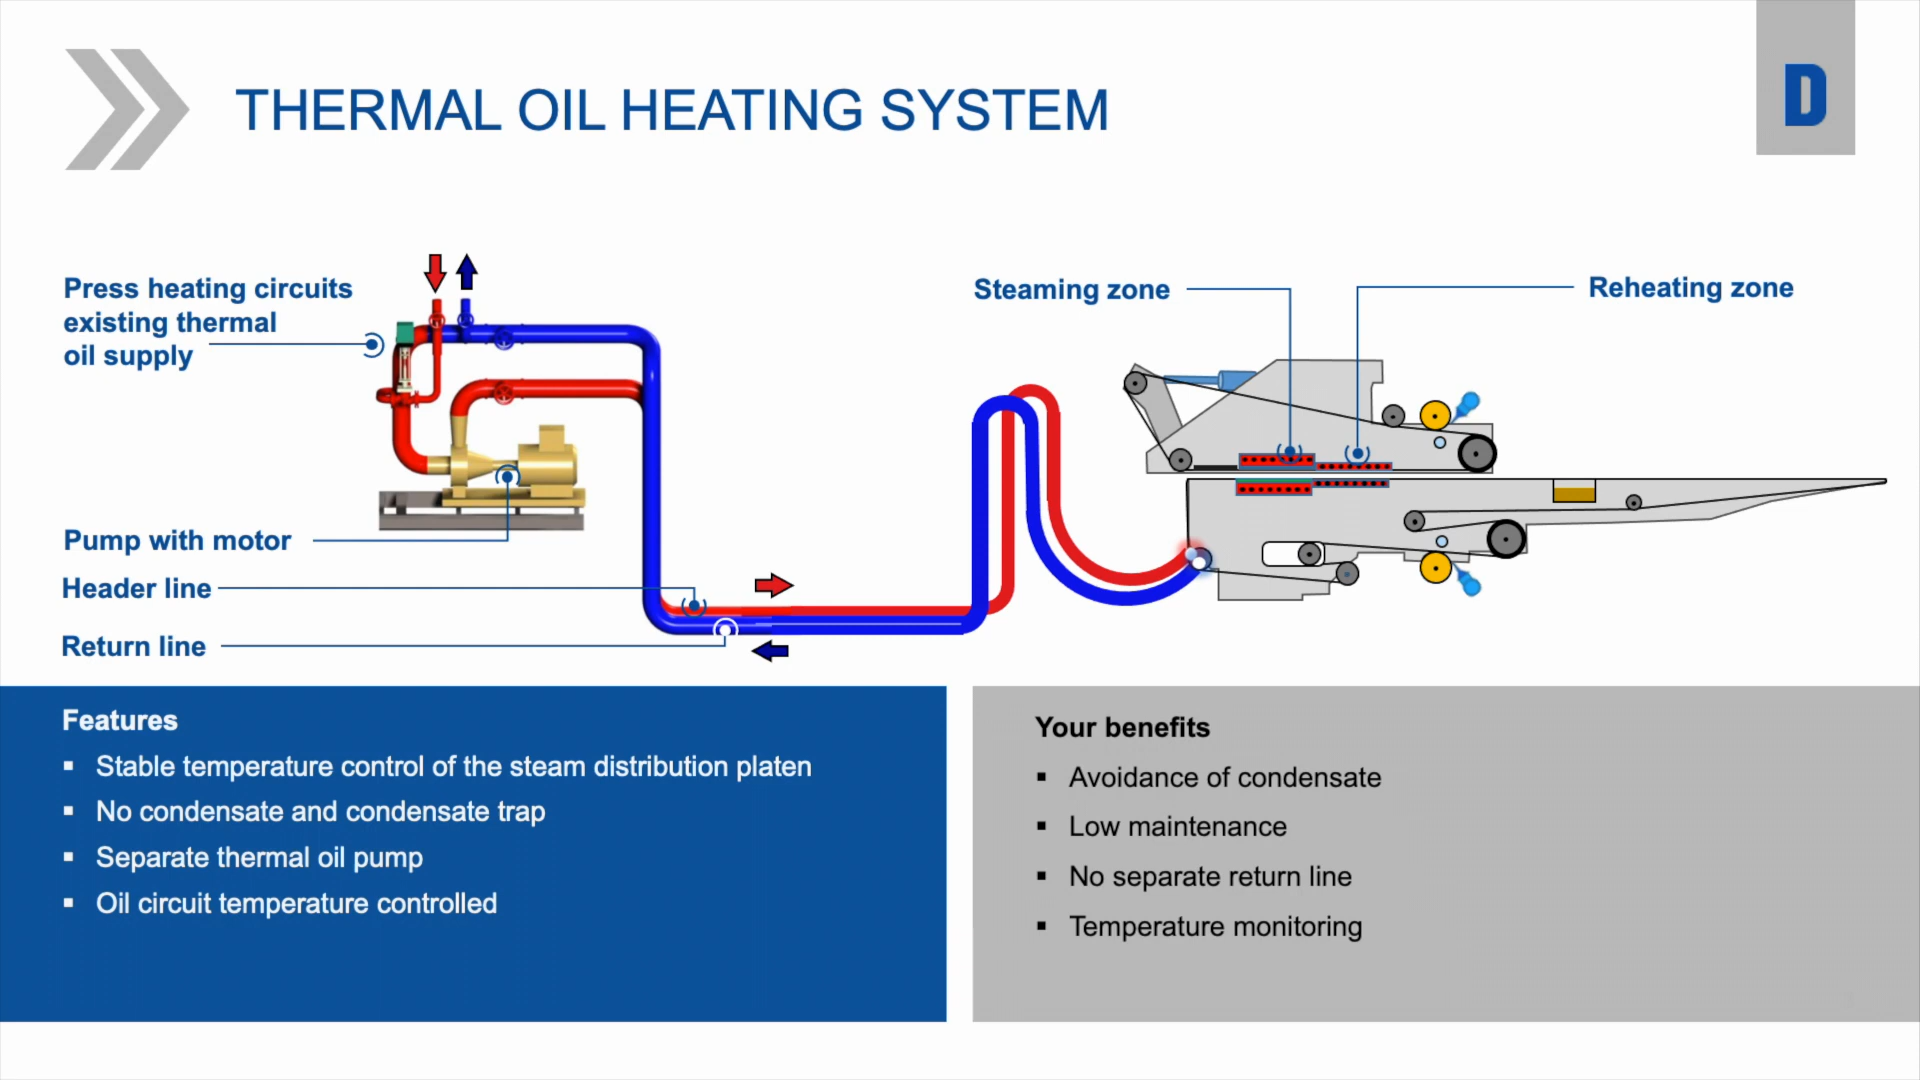 THERMAL OIL HEATING SYSTEM
D
Press heating circuits
existing thermal
oil supply
Steaming zone
Reheating zone
Pump with motor
Header line
Return line
Features
▪ Stable temperature control of the steam distribution platen
▪ No condensate and condensate trap
▪ Separate thermal oil pump
▪ Oil circuit temperature controlled
Your benefits
▪ Avoidance of condensate
▪ Low maintenance
▪ No separate return line
▪ Temperature monitoring